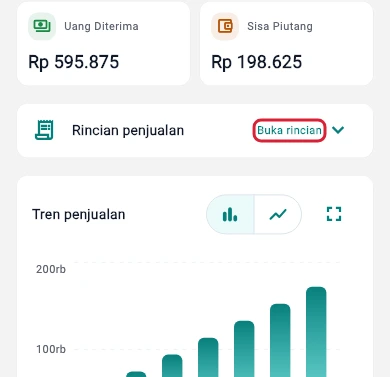 Uang Diterima
Sisa Piutang
Rp 595.875
Rp 198.625
Rincian penjualan
Buka rincian
Tren penjualan
200rb
100rb